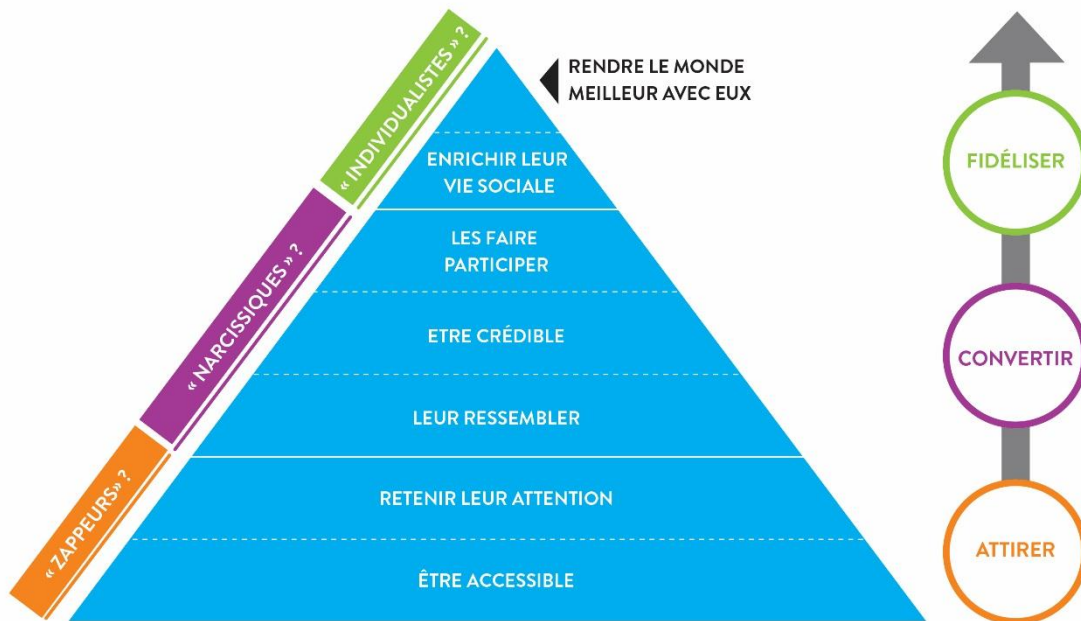 « INDIVIDUALISTES » ?
« NARCISSIQUES » ?
« ZAPPEURS» ?
RENDRE LE MONDE
MEILLEUR AVEC EUX
ENRICHIR LEUR
VIE SOCIALE
LES FAIRE
PARTICIPER
ETRE CRÉDIBLE
LEUR RESSEMBLER
RETENIR LEUR ATTENTION
ÊTRE ACCESSIBLE
FIDÉLISER
CONVERTIR
ATTIRER